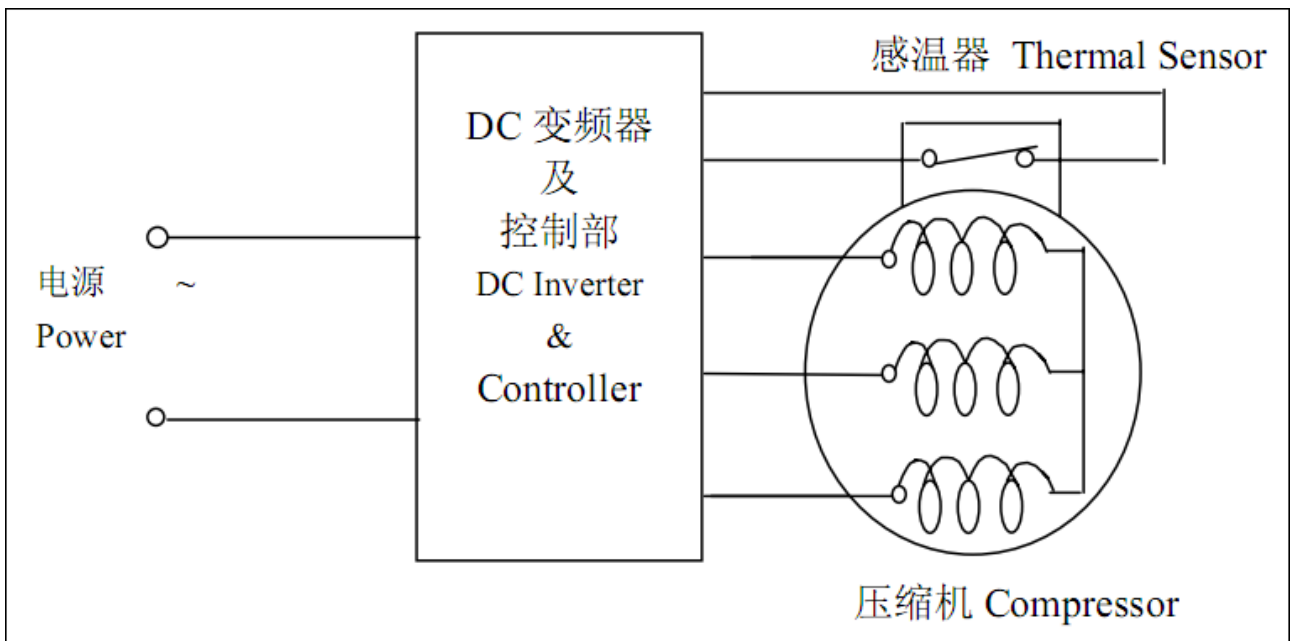 感温器 Thermal Sensor
DC 变频器
及
控制部
DC Inverter
&
Controller
电源 ~
Power
压缩机 Compressor